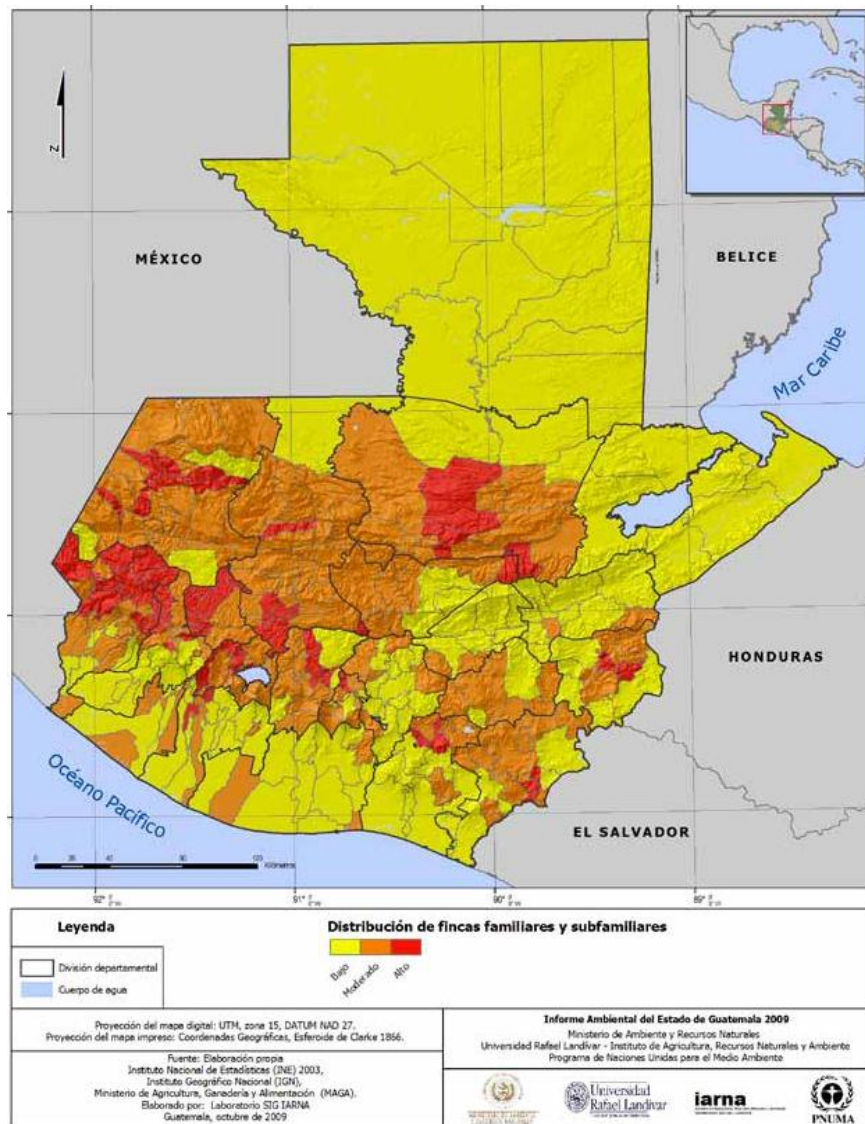 N
MÉXICO
BELICE
Mar Caribe
HONDURAS
Océano Pacífico
EL SALVADOR
Kilómetros
92°
91°
90°
89°
Leyenda
División departamental
Cuerpo de agua
Distribución de fincas familiares y subfamiliares
Bajo
Moderado
Alto
Proyección del mapa digital: UTM, zona 15, DATUM NAD 27.
Proyección del mapa impreso: Coordenadas Geográficas, Esferoide de Clarke 1866.
Fuente: Elaboración propia
Instituto Nacional de Estadísticas (INE) 2003,
Instituto Geográfico Nacional (IGN),
Ministerio de Agricultura, Ganadería y Alimentación (MAGA).
Elaborado por: Laboratorio SIG IARNA
Guatemala, octubre de 2009
Informe Ambiental del Estado de Guatemala 2009
Ministerio de Ambiente y Recursos Naturales
Universidad Rafael Landívar - Instituto de Agricultura, Recursos Naturales y Ambiente
Programa de Naciones Unidas para el Medio Ambiente
Universidad
Rafael Landívar
iarna
PNUMA